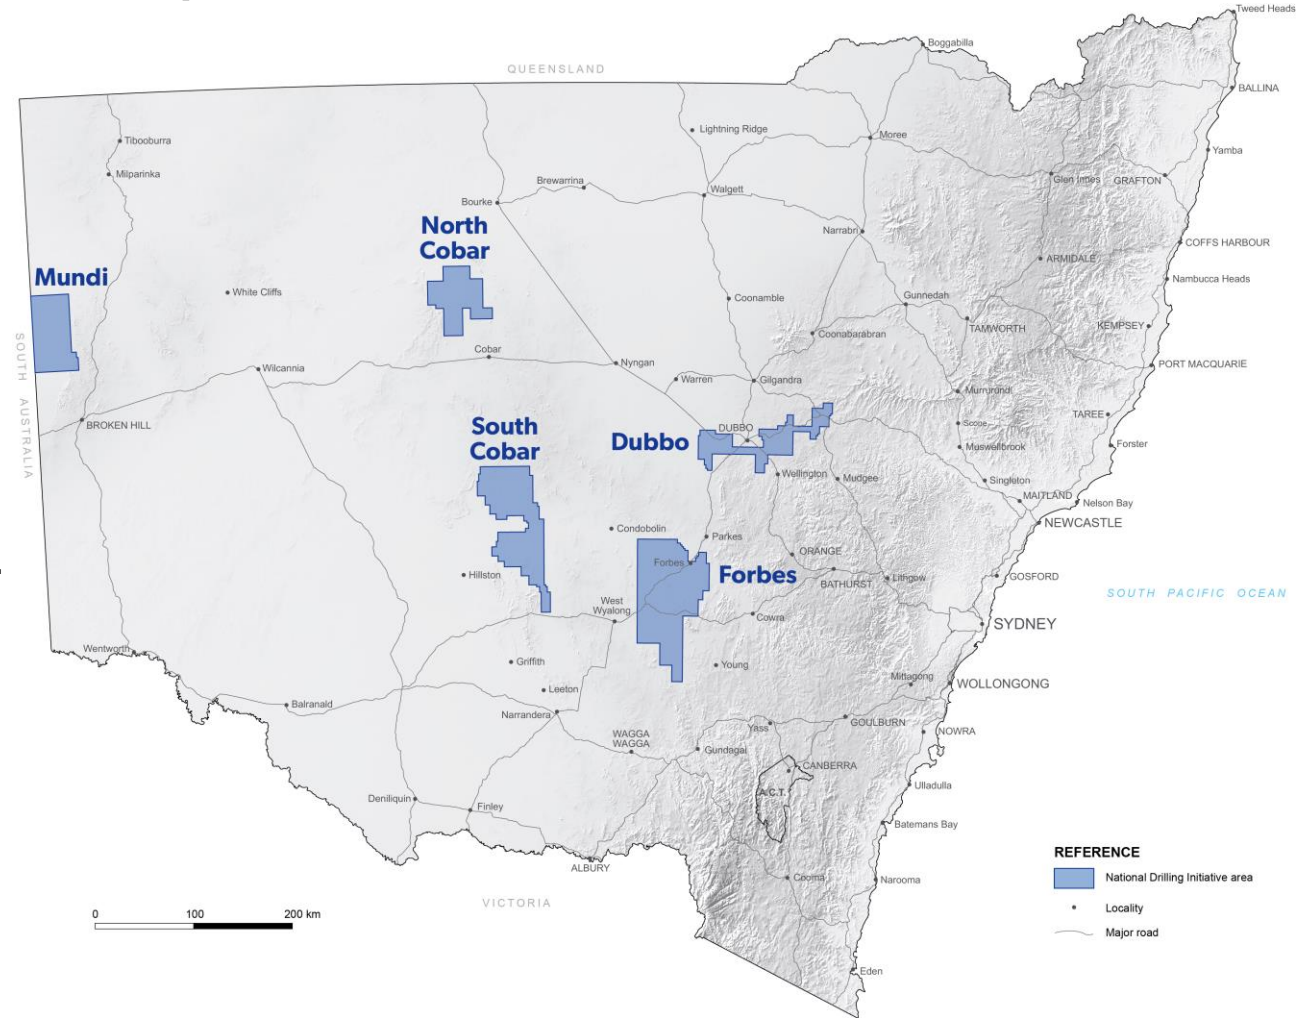 Tweed Heads
Boggabilla
QUEENSLAND
BALLINA
Lightning Ridge
Moree
Tibooburra
Yamba
Milparinka
Glen Innes
GRAFTON
Brewarrina
Walgett
Bourke
North
Cobar
Narrabri
COFFS HARBOUR
ARMIDALE
Mundi
Nambucca Heads
White Cliffs
Coonamble
Gunnedah
TAMWORTH
KEMPSEY
Coonabarabran
SOUTH AUSTRALIA
Cobar
Nyngan
PORT MACQUARIE
Wilcannia
Warren
Gilgandra
Murrurundi
BROKEN HILL
South
Cobar
Dubbo
DUBBO
TAREE
Scone
Forster
Muswellbrook
Wellington
Mudgee
Singleton
MAITLAND
Nelson Bay
NEWCASTLE
Condobolin
Parkes
ORANGE
Forbes
Forbes
Hillston
BATHURST
Lithgow
GOSFORD
SOUTH PACIFIC OCEAN
West
Wyalong
Cowra
SYDNEY
Wentworth
Griffith
Young
Mittagong
WOLLONGONG
Leeton
Balranald
Narrandera
GOULBURN
Yass
NOWRA
WAGGA
WAGGA
Gundagai
CANBERRA
A.C.T.
Ulladulla
Deniliquin
Finley
Batemans Bay
ALBURY
Cooma
Narooma
VICTORIA
Eden
0 100 200 km
REFERENCE
National Drilling Initiative area
Locality
Major road